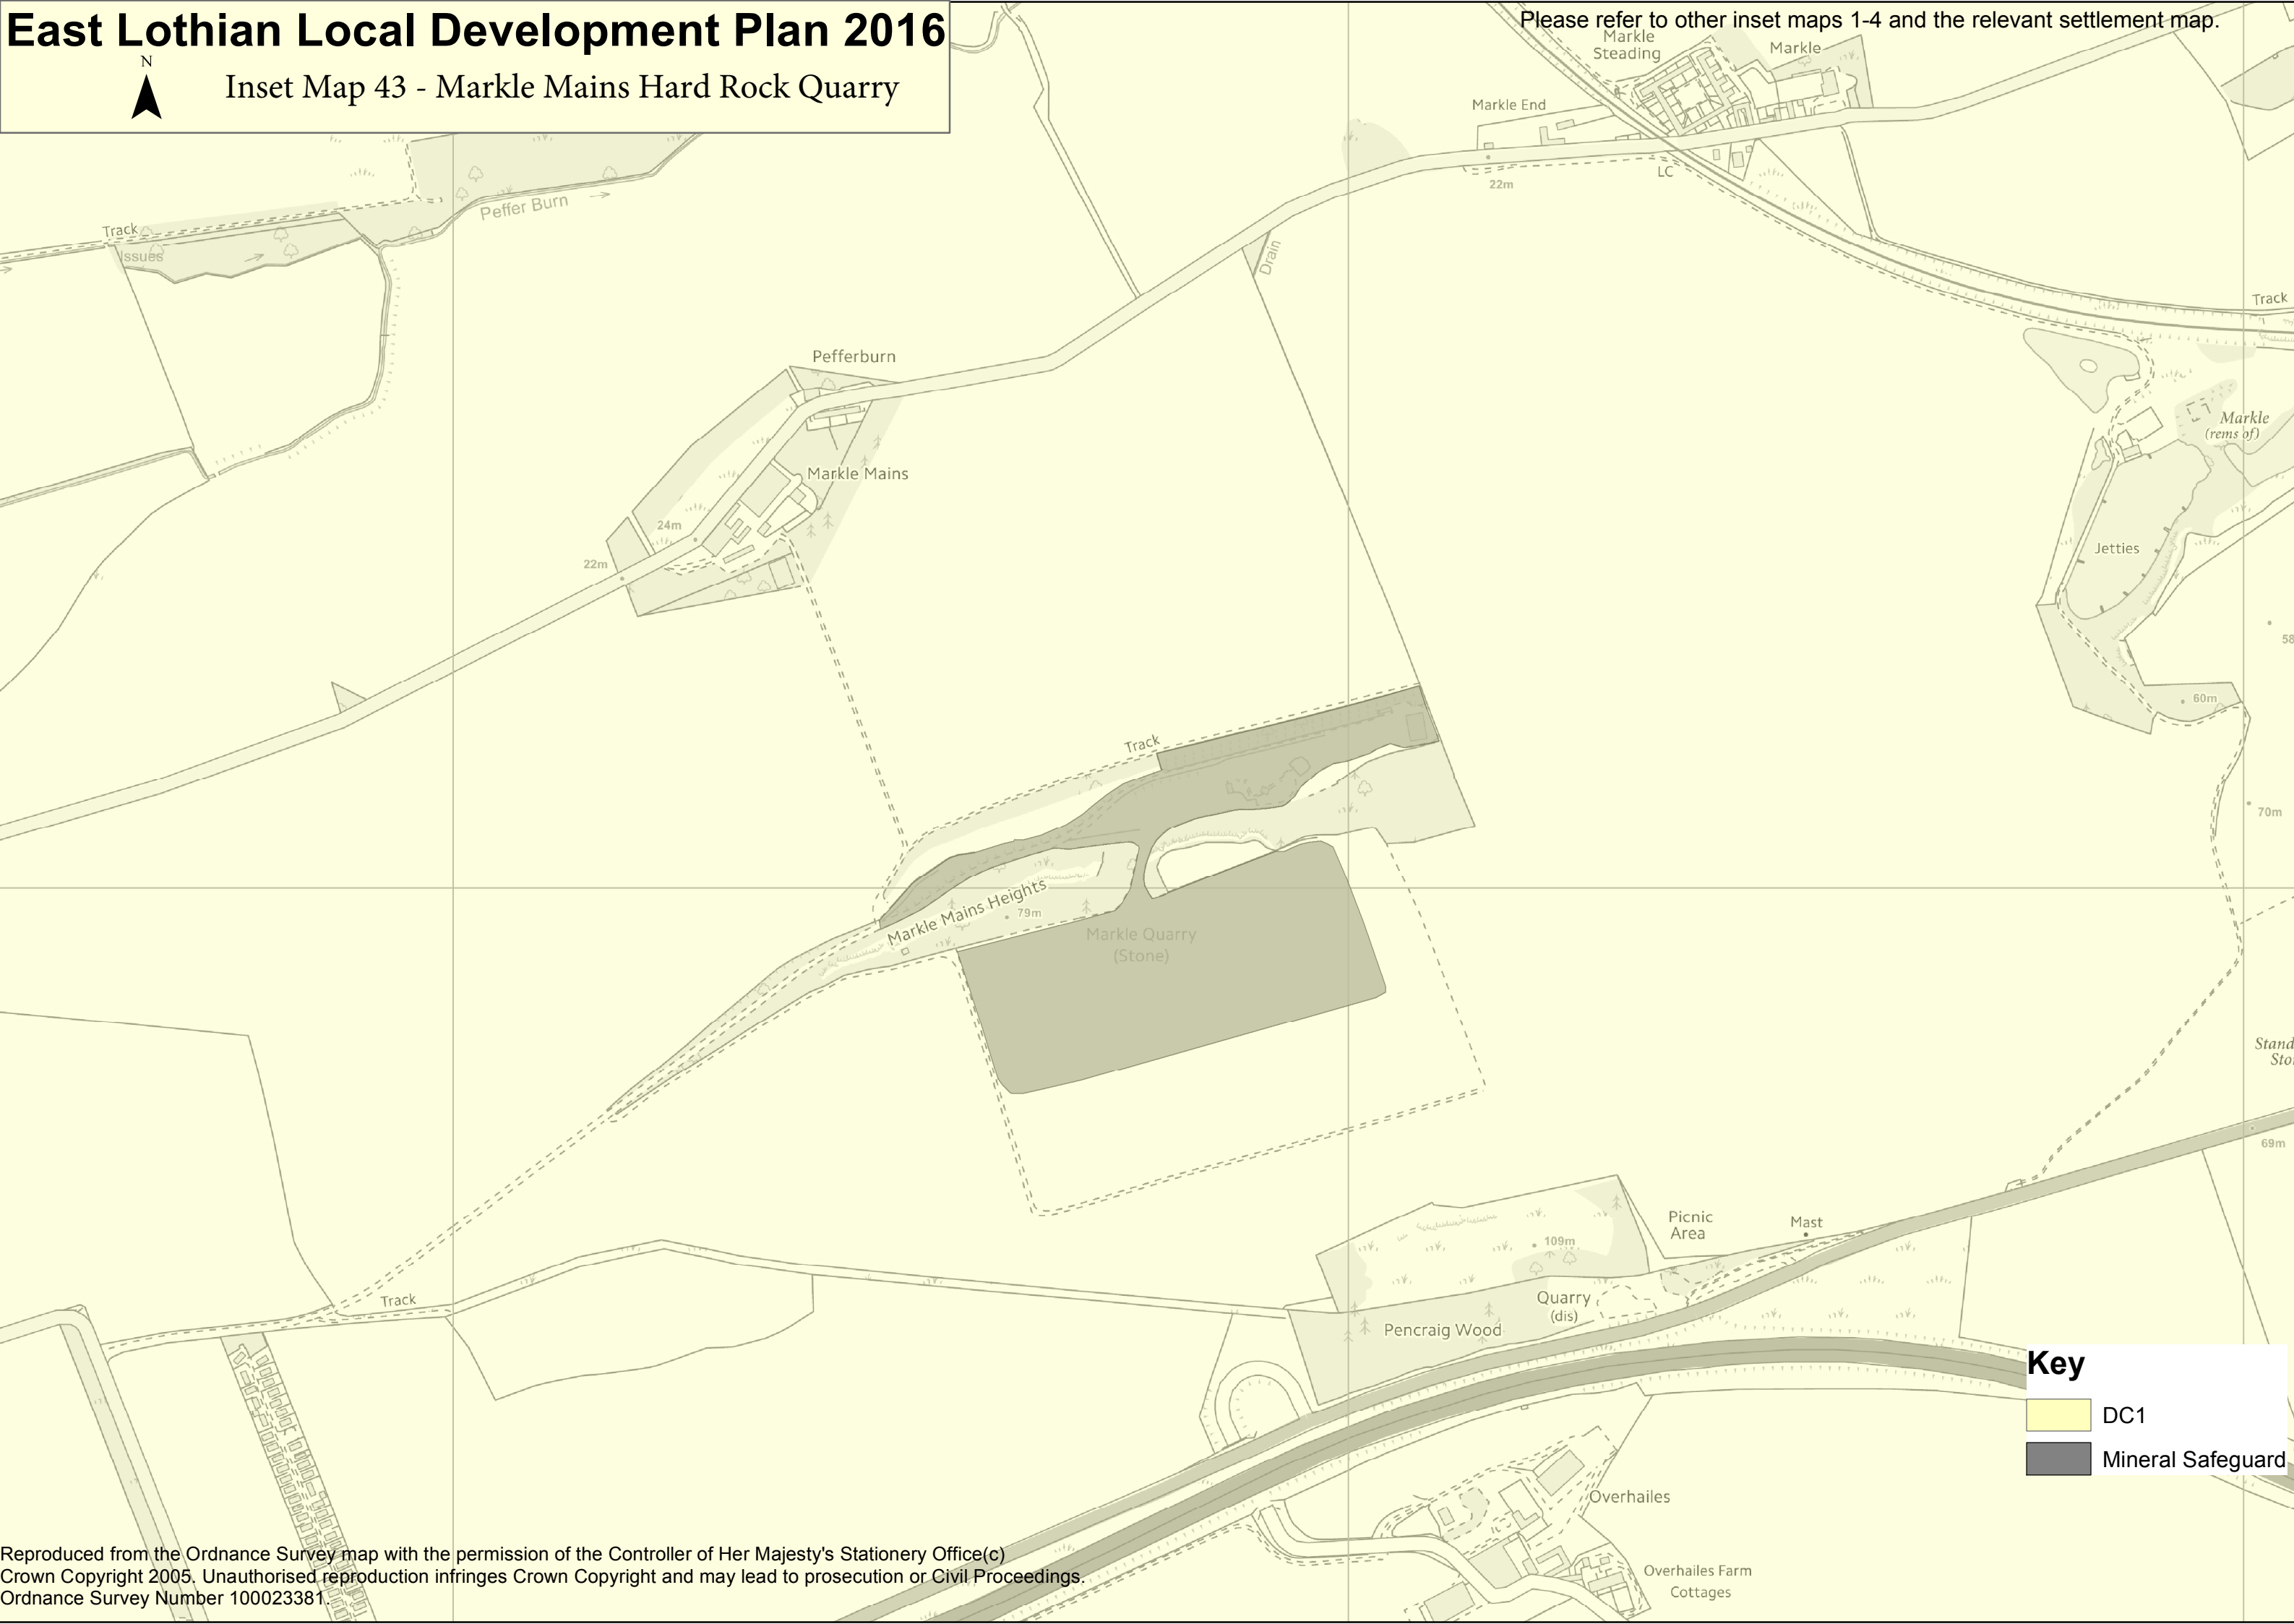 East Lothian Local Development Plan 2016
N
Inset Map 43 - Markle Mains Hard Rock Quarry
Please refer to other inset maps 1-4 and the relevant settlement map.
Markle
Steading
Markle
Markle End
22m
LC
Peffer Burn
Track
Issues
Drain
Track
Pefferburn
Markle
(rems of)
Markle Mains
24m
22m
Jetties
58
60m
Track
70m
Markle Mains Heights
79m
Markle Quarry
(Stone)
Stand
Sto
69m
Picnic
Area
Mast
109m
Track
Quarry
(dis)
Pencraig Wood
Key
DC1
Mineral Safeguard
Overhailes
Overhailes Farm
Cottages
Reproduced from the Ordnance Survey map with the permission of the Controller of Her Majesty's Stationery Office(c)
Crown Copyright 2005. Unauthorised reproduction infringes Crown Copyright and may lead to prosecution or Civil Proceedings.
Ordnance Survey Number 100023381.